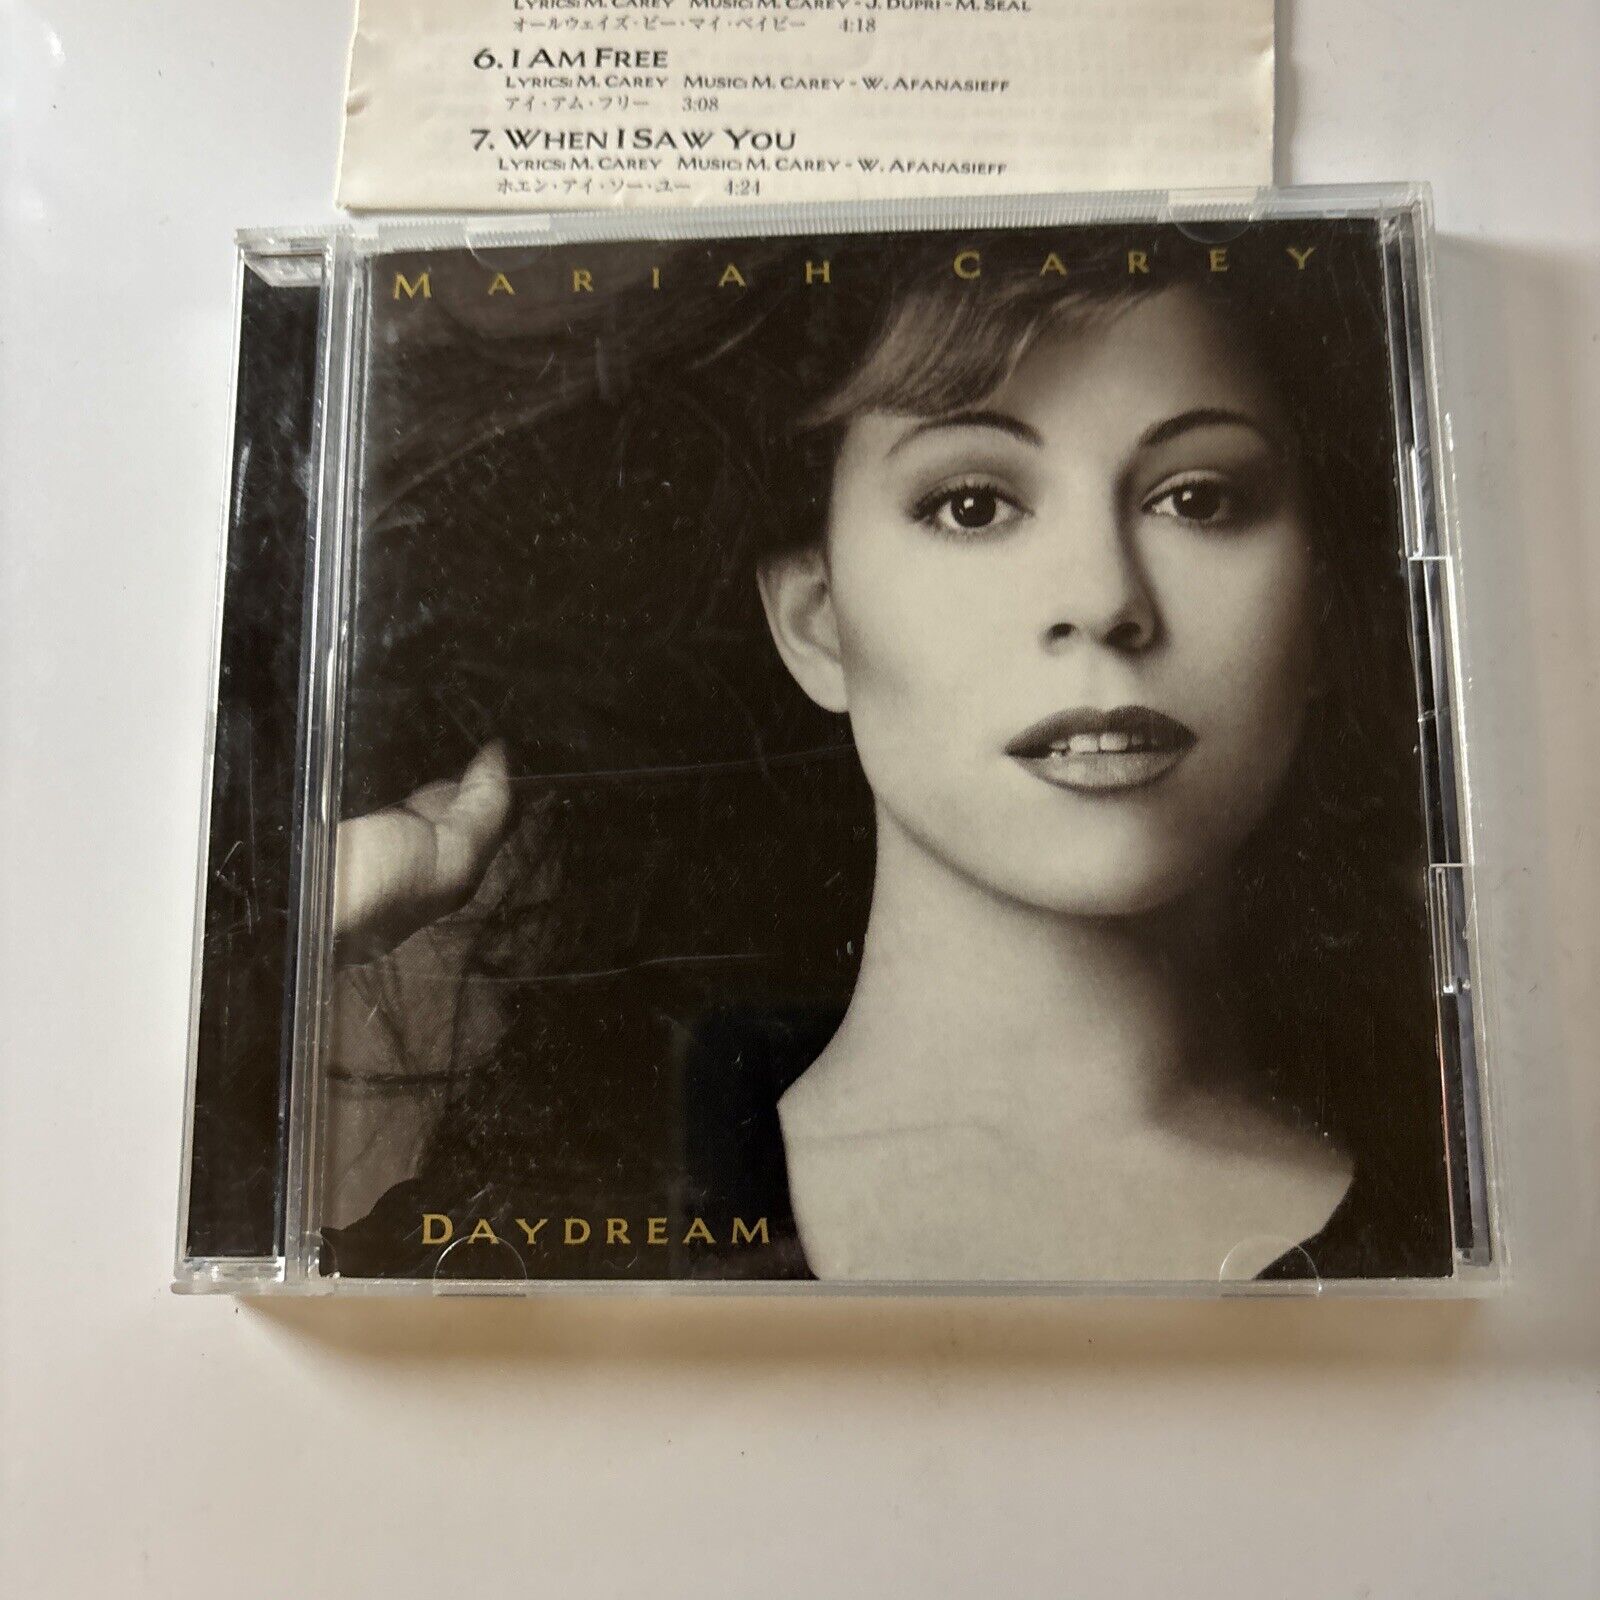 LYRICS: M. CAREY MUSIC: M. CAREY - J. DUPRI - M. SEAL
オールウェイズ・ビー・マイ・ベイビー 4:18
6. I AM FREE
LYRICS: M. CAREY MUSIC: M. CAREY - W. AFANASIEFF
アイ・アム・フリー 3:08
7. WHEN I SAW YOU
LYRICS: M. CAREY MUSIC: M. CAREY - W. AFANASIEFF
ホエン・アイ・ソー・ユー 4:24
MARIAH CAREY
DAYDREAM